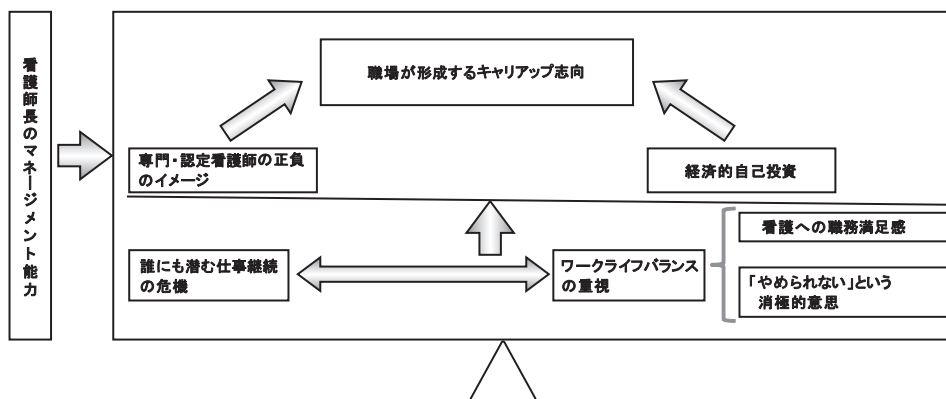 看護師長のマネージメント能力
職場が形成するキャリアップ志向
専門・認定看護師の正負
のイメージ
経済的自己投資
誰にも潜む仕事継続
の危機
ワークライフバランス
の重視
看護への職務満足感
「やめられない」という
消極的意思